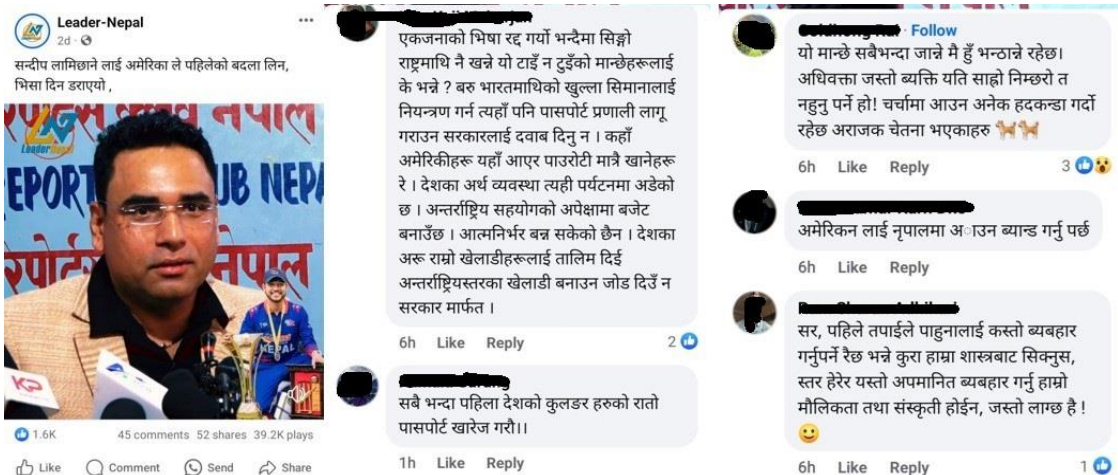 Leader-Nepal
2d
सन्दीप लामिछाने लाई अमेरिका ले पहिलेको बदला लिन,
भिसा दिन डराएयो ,
रिपोर्टर्स क्लब नेपाल
Leader Nepal
REPORT
UB NEPA
नेपाल
NEPAL
1.6K
45 comments 52 shares 39.2K plays
Like Comment Send Share
एकजनाको भिषा रद्द गर्यो भन्दैमा सिङ्गो
राष्ट्रमाथि नै खन्ने यो टाइँ न टुइँको मान्छेहरूलाई
के भन्ने ? बरु भारतमाथिको खुल्ला सिमानालाई
नियन्त्रण गर्न त्यहाँ पनि पासपोर्ट प्रणाली लागू
गराउन सरकारलाई दवाब दिनु न । कहाँ
अमेरिकीहरू यहाँ आएर पाउरोटी मात्रै खानेहरू
रे । देशका अर्थ व्यवस्था त्यही पर्यटनमा अडेको
छ । अन्तर्राष्ट्रिय सहयोगको अपेक्षामा बजेट
बनाउँछ । आत्मनिर्भर बन्न सकेको छैन । देशका
अरू राम्रो खेलाडीहरूलाई तालिम दिई
अन्तर्राष्ट्रियस्तरका खेलाडी बनाउन जोड दिउँ न
सरकार मार्फत ।
6h Like Reply 2
सबै भन्दा पहिला देशको कुलङर हरुको रातो
पासपोर्ट खारेज गरौ।।
1h Like Reply
Follow
यो मान्छे सबैभन्दा जान्ने मै हुँ भन्ठान्ने रहेछ।
अधिवक्ता जस्तो ब्यक्ति यति साह्रो निम्छरो त
नहुनु पर्ने हो! चर्चामा आउन अनेक हदकन्डा गर्दो
रहेछ अराजक चेतना भएकाहरु 🐕🐕
6h Like Reply 3
अमेरिकन लाई नृपालमा अाउन ब्यान्ड गर्नु पर्छ
6h Like Reply
सर, पहिले तपाईले पाहुनालाई कस्तो ब्यबहार
गर्नुपर्ने रैछ भन्ने कुरा हाम्रा शास्त्रबाट सिक्नुस,
स्तर हेरेर यस्तो अपमानित ब्यबहार गर्नु हाम्रो
मौलिकता तथा संस्कृती होईन, जस्तो लाग्छ है !
🙂
6h Like Reply 1